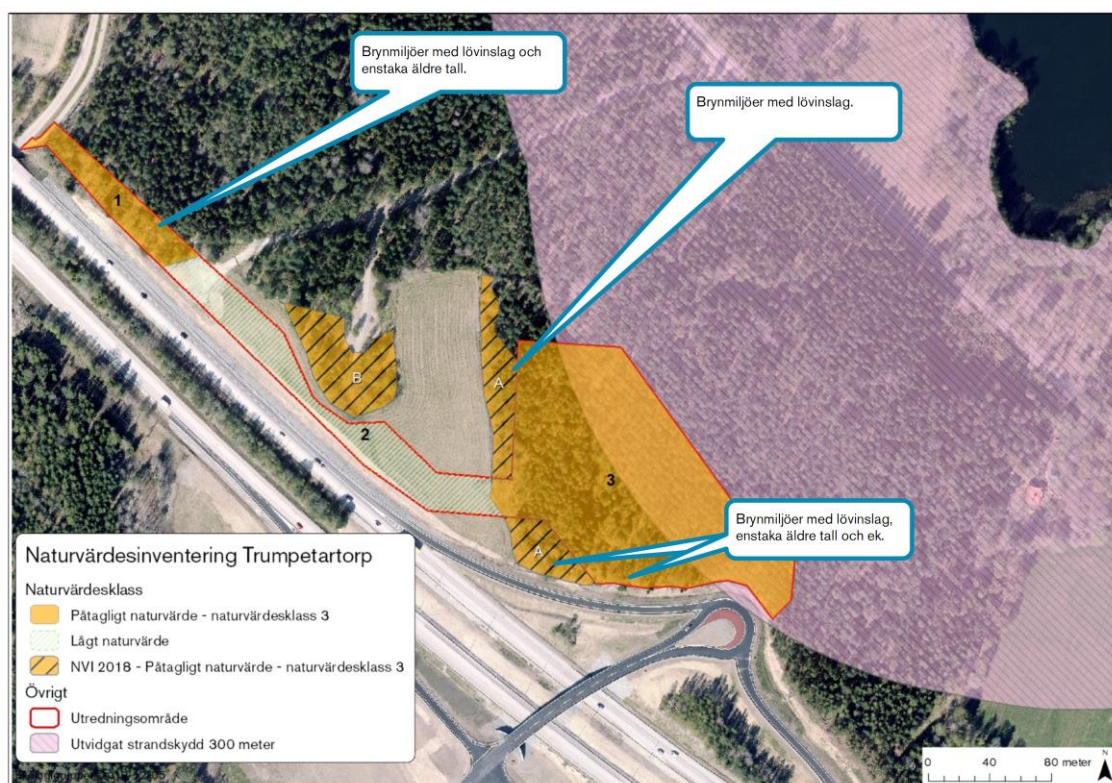 Brynmiljöer med lövinslag och
enstaka äldre tall.
Brynmiljöer med lövinslag.
1
B
A
2
3
Brynmiljöer med lövinslag,
enstaka äldre tall och ek.
A
Naturvärdesinventering Trumpetartorp
Naturvärdesklass
Påtagligt naturvärde - naturvärdesklass 3
Lågt naturvärde
NVI 2018 - Påtagligt naturvärde - naturvärdesklass 3
Övrigt
Utredningsområde
Utvidgat strandskydd 300 meter
0 40 80 meter
N